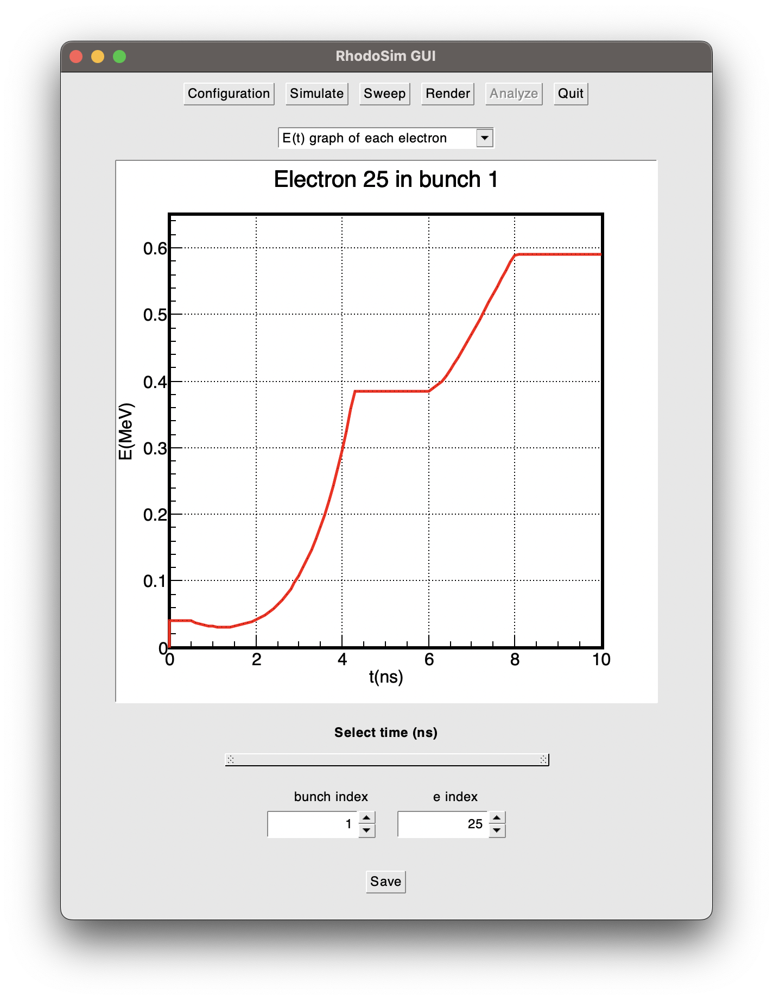 RhodoSim GUI
Configuration Simulate Sweep Render Analyze Quit
E(t) graph of each electron
Electron 25 in bunch 1
0.6
0.5
0.4
0.3
0.2
0.1
0
E(MeV)
0 2 4 6 8 10
t(ns)
Select time (ns)
bunch index e index
1 25
Save